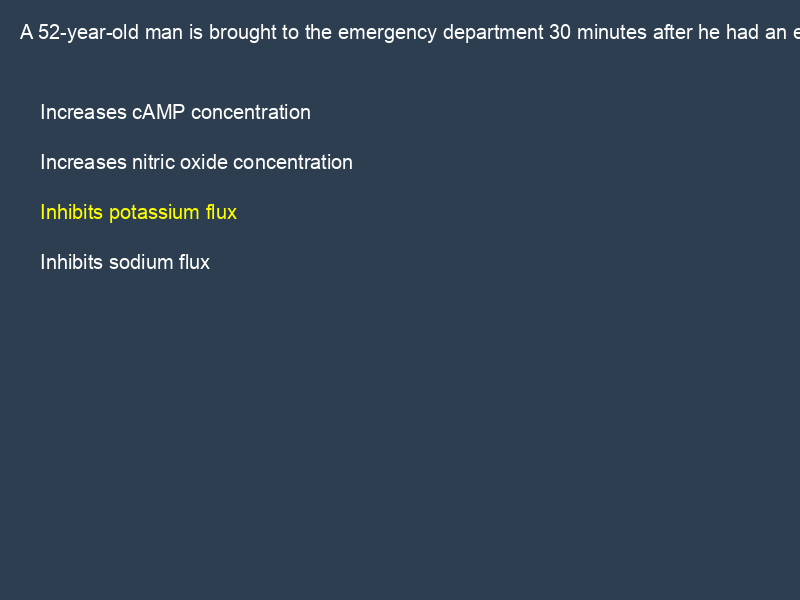 A 52-year-old man is brought to the emergency department 30 minutes after he had an
Increases cAMP concentration
Increases nitric oxide concentration
Inhibits potassium flux
Inhibits sodium flux